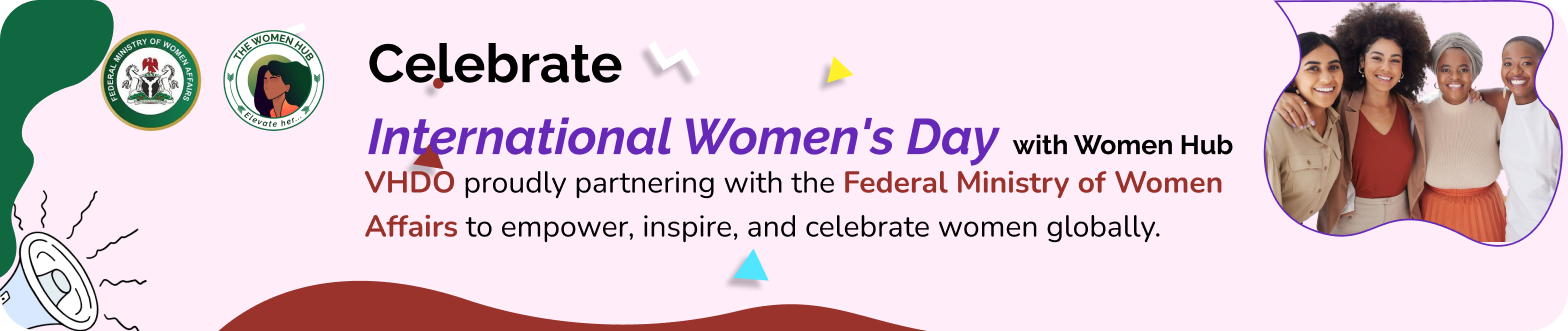 FEDERAL MINISTRY OF WOMEN AFFAIRS
THE WOMEN HUB
Elevate her...
Celebrate
International Women's Day with Women Hub
VHDO proudly partnering with the Federal Ministry of Women
Affairs to empower, inspire, and celebrate women globally.